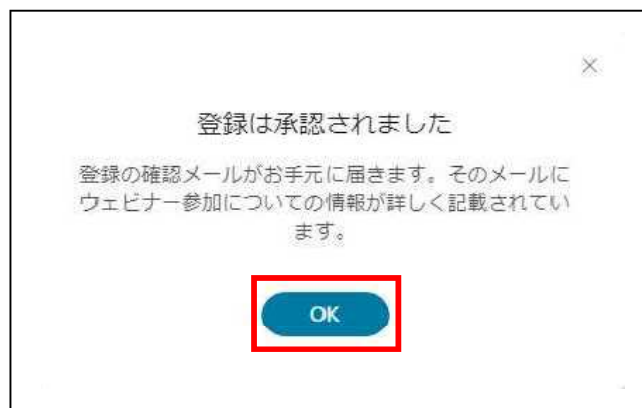 登録は承認されました
登録の確認メールがお手元に届きます。そのメールに
ウェビナー参加についての情報が詳しく記載されてい
ます。
OK